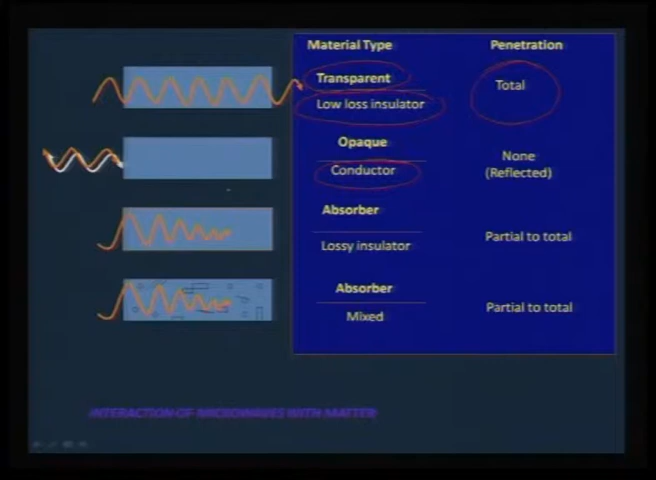 Material Type Penetration
Transparent
Low loss insulator
Total
Opaque
Conductor
None
(Reflected)
Absorber
Lossy insulator
Partial to total
Absorber
Mixed
Partial to total
INTERACTION OF MICROWAVES WITH MATTER